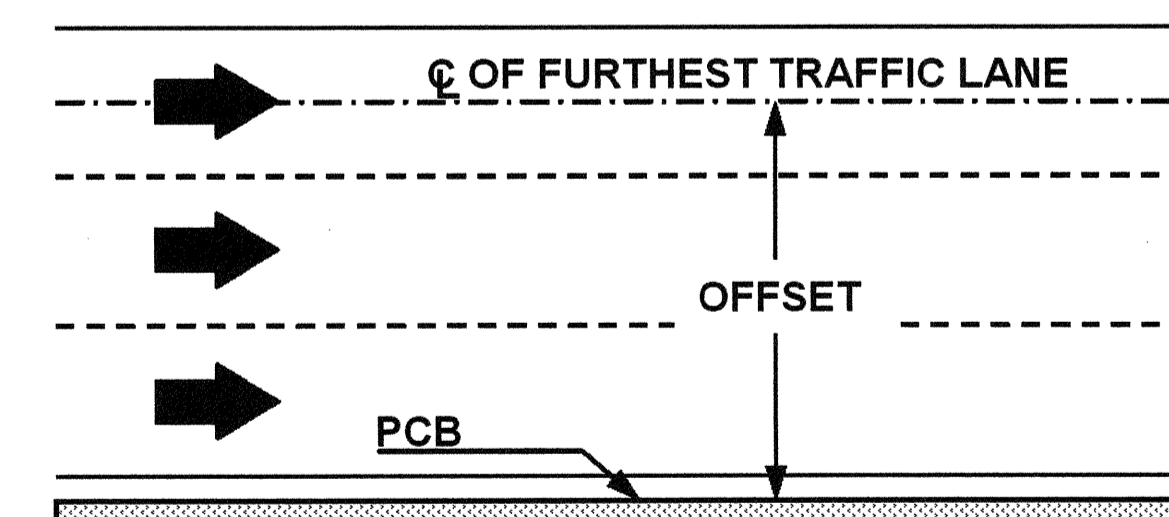 ℄ OF FURTHEST TRAFFIC LANE
OFFSET
PCB